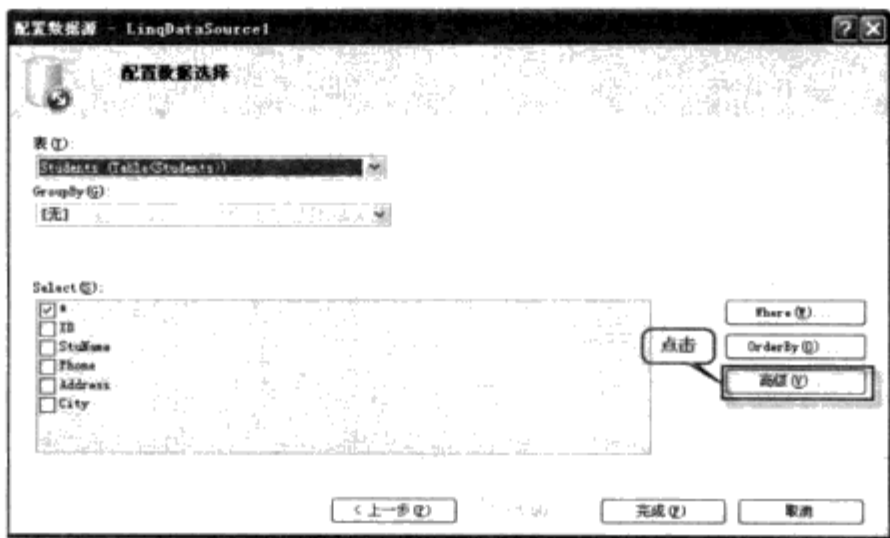 配置数据源 - LinqDataSource1
配置数据选择
表(T):
Students (Table<Students>)
GroupBy(G):
[无]
Select(S):
*
ID
StuName
Phone
Address
City
Where(W)...
OrderBy(O)...
点击
高级(V)...
< 上一步(P)
完成(F)
取消